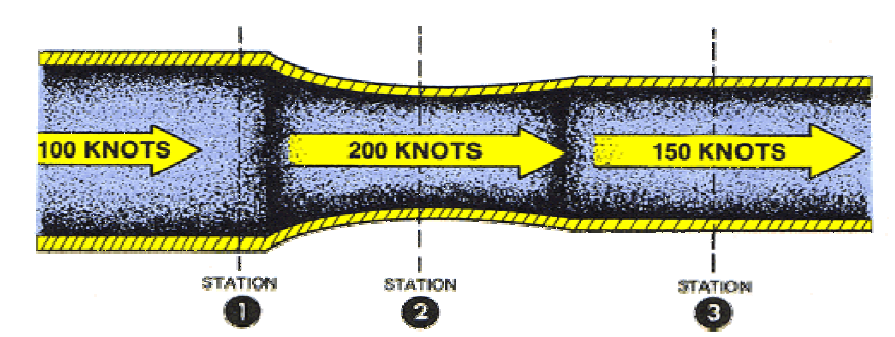 100 KNOTS
200 KNOTS
150 KNOTS
STATION
1
STATION
2
STATION
3